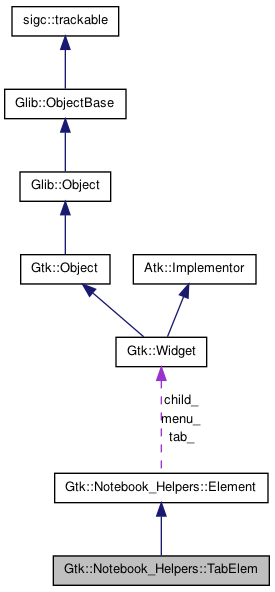 sigc::trackable
Glib::ObjectBase
Glib::Object
Gtk::Object
Atk::Implementor
Gtk::Widget
child_
menu_
tab_
Gtk::Notebook_Helpers::Element
Gtk::Notebook_Helpers::TabElem